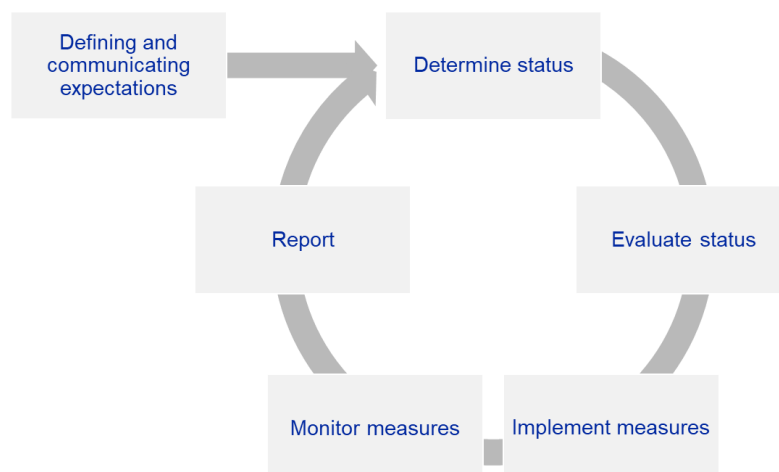 Defining and
communicating
expectations
Determine status
Evaluate status
Implement measures
Monitor measures
Report